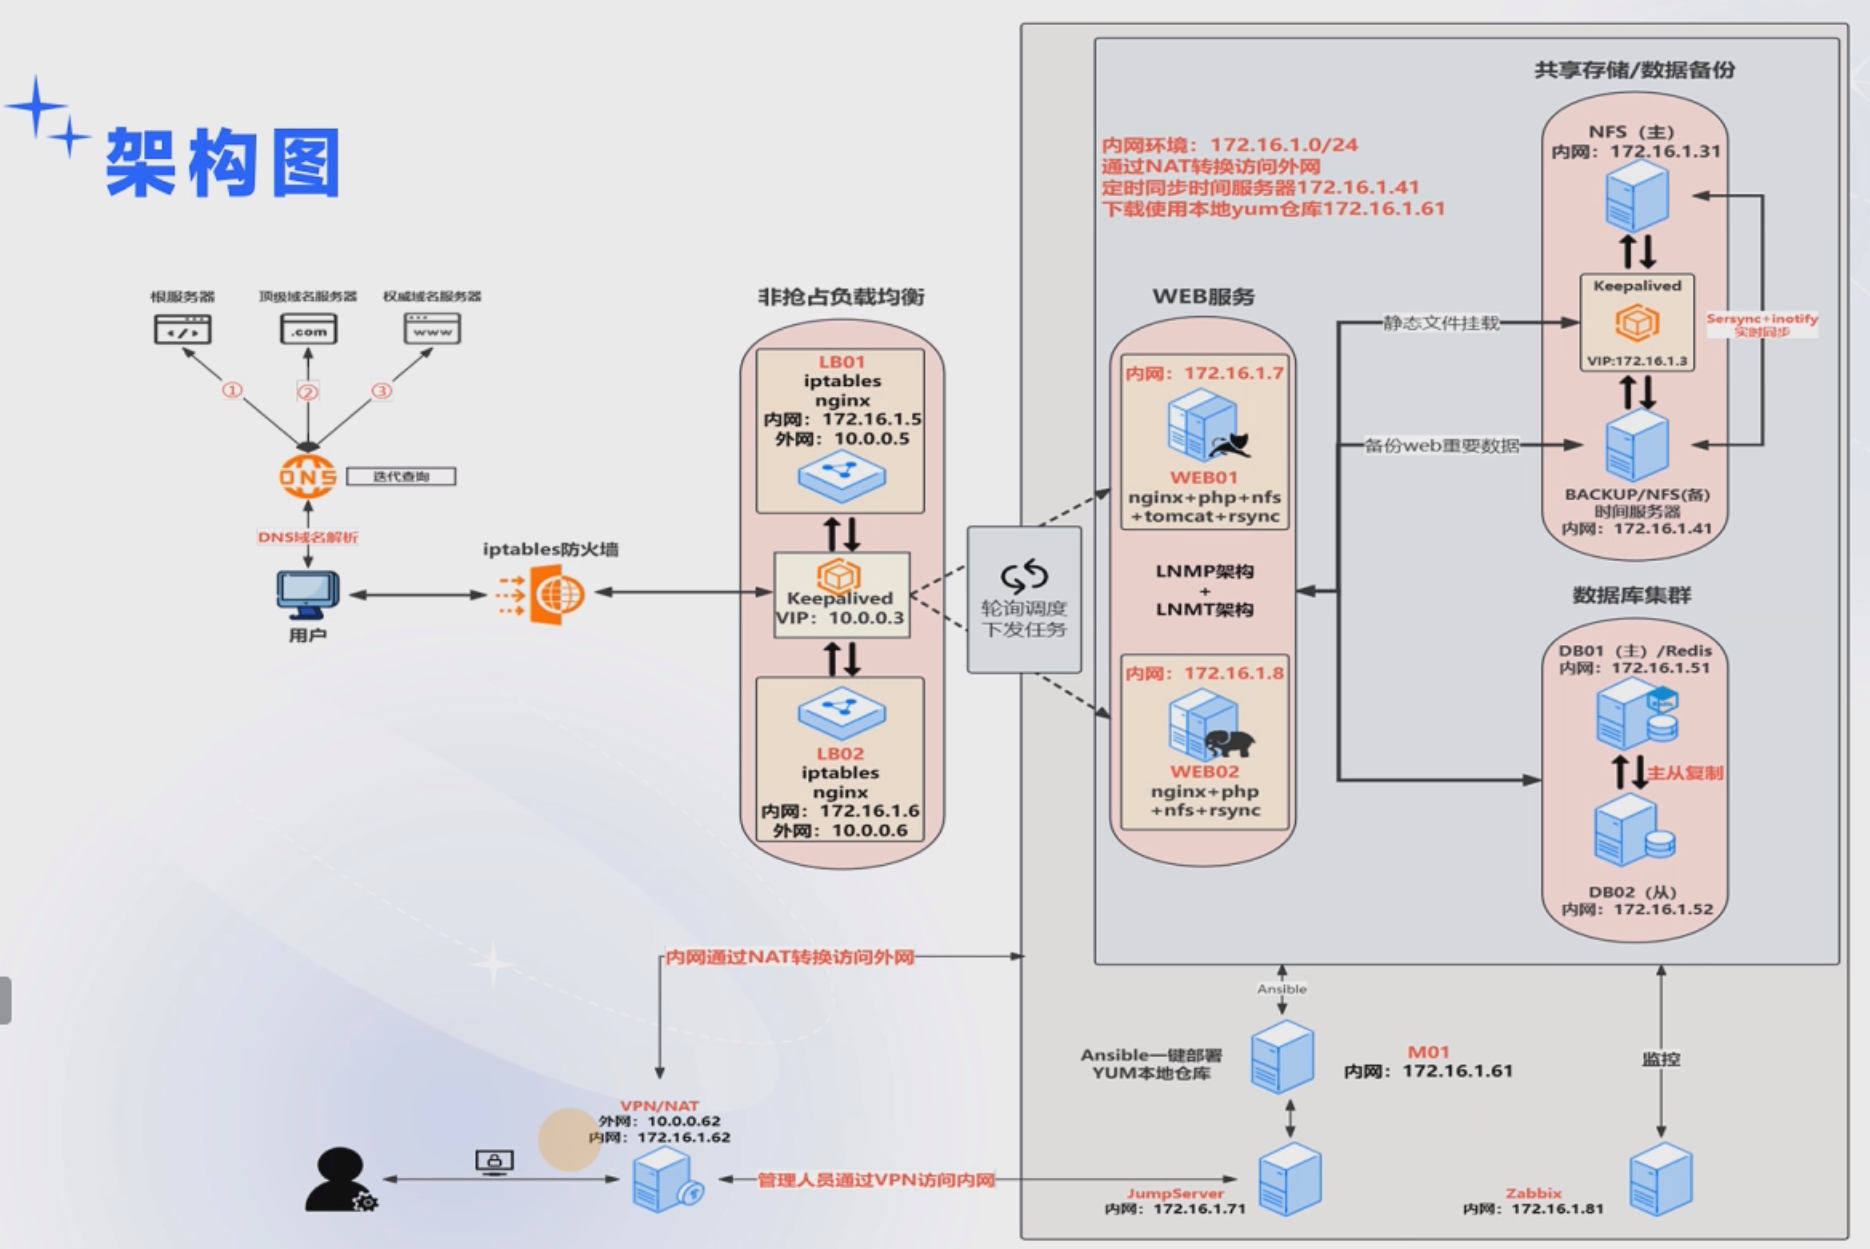 架构图
根服务器
顶级域名服务器
权威域名服务器
</>
.com
www
①
②
③
DNS
迭代查询
DNS域名解析
用户
iptables防火墙
非抢占负载均衡
LB01
iptables
nginx
内网：172.16.1.5
外网：10.0.0.5
Keepalived
VIP：10.0.0.3
LB02
iptables
nginx
内网：172.16.1.6
外网：10.0.0.6
轮询调度
下发任务
内网环境：172.16.1.0/24
通过NAT转换访问外网
定时同步时间服务器172.16.1.41
下载使用本地yum仓库172.16.1.61
WEB服务
内网：172.16.1.7
WEB01
nginx+php+nfs
+tomcat+rsync
LNMP架构
+
LNMT架构
内网：172.16.1.8
WEB02
nginx+php
+nfs+rsync
静态文件挂载
备份web重要数据
共享存储/数据备份
NFS（主）
内网：172.16.1.31
Keepalived
VIP:172.16.1.3
Sersync+inotify
实时同步
BACKUP/NFS(备)
时间服务器
内网：172.16.1.41
数据库集群
DB01（主）/Redis
内网：172.16.1.51
主从复制
DB02（从）
内网：172.16.1.52
内网通过NAT转换访问外网
Ansible
Ansible一键部署
YUM本地仓库
M01
内网：172.16.1.61
监控
VPN/NAT
外网：10.0.0.62
内网：172.16.1.62
管理人员通过VPN访问内网
JumpServer
内网：172.16.1.71
Zabbix
内网：172.16.1.81